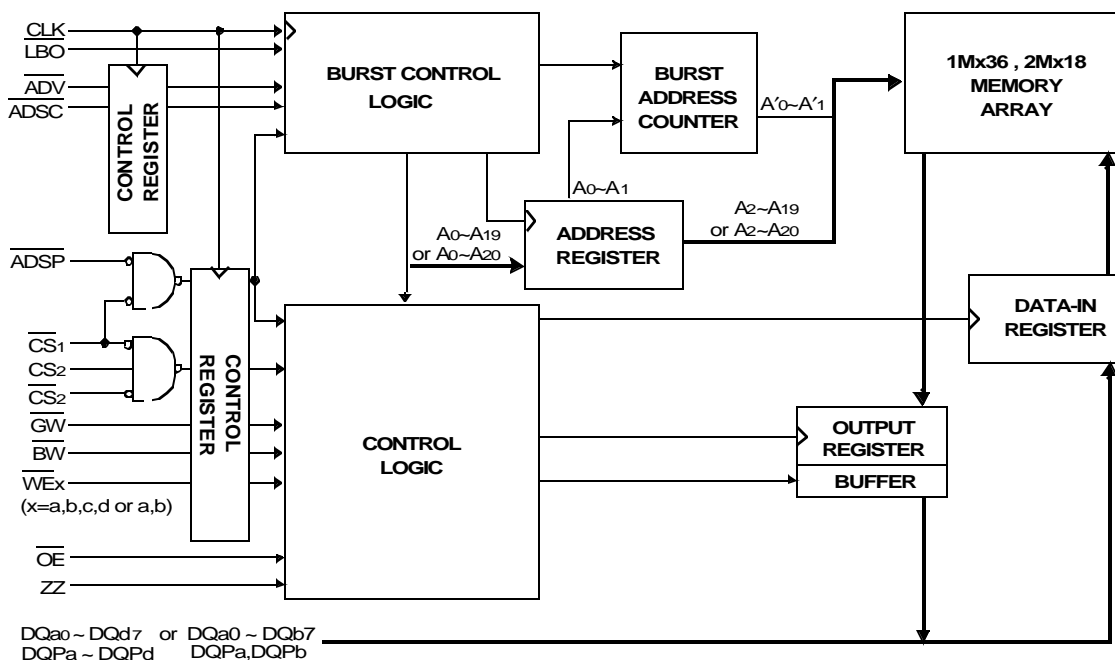 CLK
LBO
ADV
ADSC
CONTROL
REGISTER
BURST CONTROL
LOGIC
BURST
ADDRESS
COUNTER
A′0~A′1
1Mx36 , 2Mx18
MEMORY
ARRAY
A0~A1
A0~A19
or A0~A20
ADDRESS
REGISTER
A2~A19
or A2~A20
ADSP
CS1
CS2
CS2
GW
BW
WEx
(x=a,b,c,d or a,b)
OE
ZZ
CONTROL
REGISTER
CONTROL
LOGIC
DATA-IN
REGISTER
OUTPUT
REGISTER
BUFFER
DQa0 ~ DQd7 or DQa0 ~ DQb7
DQPa ~ DQPd DQPa,DQPb